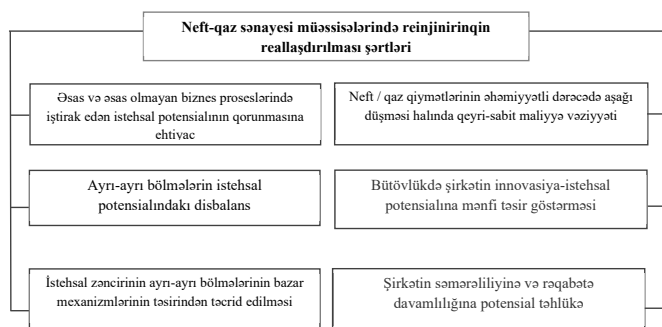 Neft-qaz sənayesi müəssisələrində reinjinirinqin
reallaşdırılması şərtləri
Əsas və əsas olmayan biznes proseslərində
iştirak edən istehsal potensialının qorunmasına
ehtiyac
Neft / qaz qiymətlərinin əhəmiyyətli dərəcədə aşağı
düşməsi halında qeyri-sabit maliyyə vəziyyəti
Ayrı-ayrı bölmələrin istehsal
potensialındakı disbalans
Bütövlükdə şirkətin innovasiya-istehsal
potensialına mənfi təsir göstərməsi
İstehsal zəncirinin ayrı-ayrı bölmələrinin bazar
mexanizmlərinin təsirindən təcrid edilməsi
Şirkətin səmərəliliyinə və rəqabətə
davamlılığına potensial təhlükə